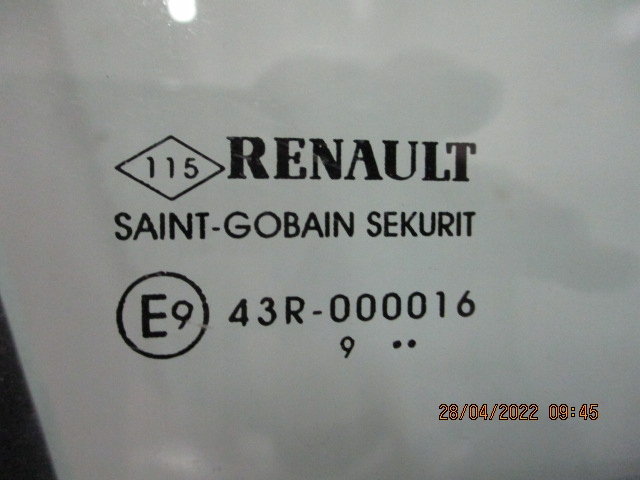 115 RENAULT
SAINT-GOBAIN SEKURIT
E9 43R-000016
9 ••
28/04/2022 09:45